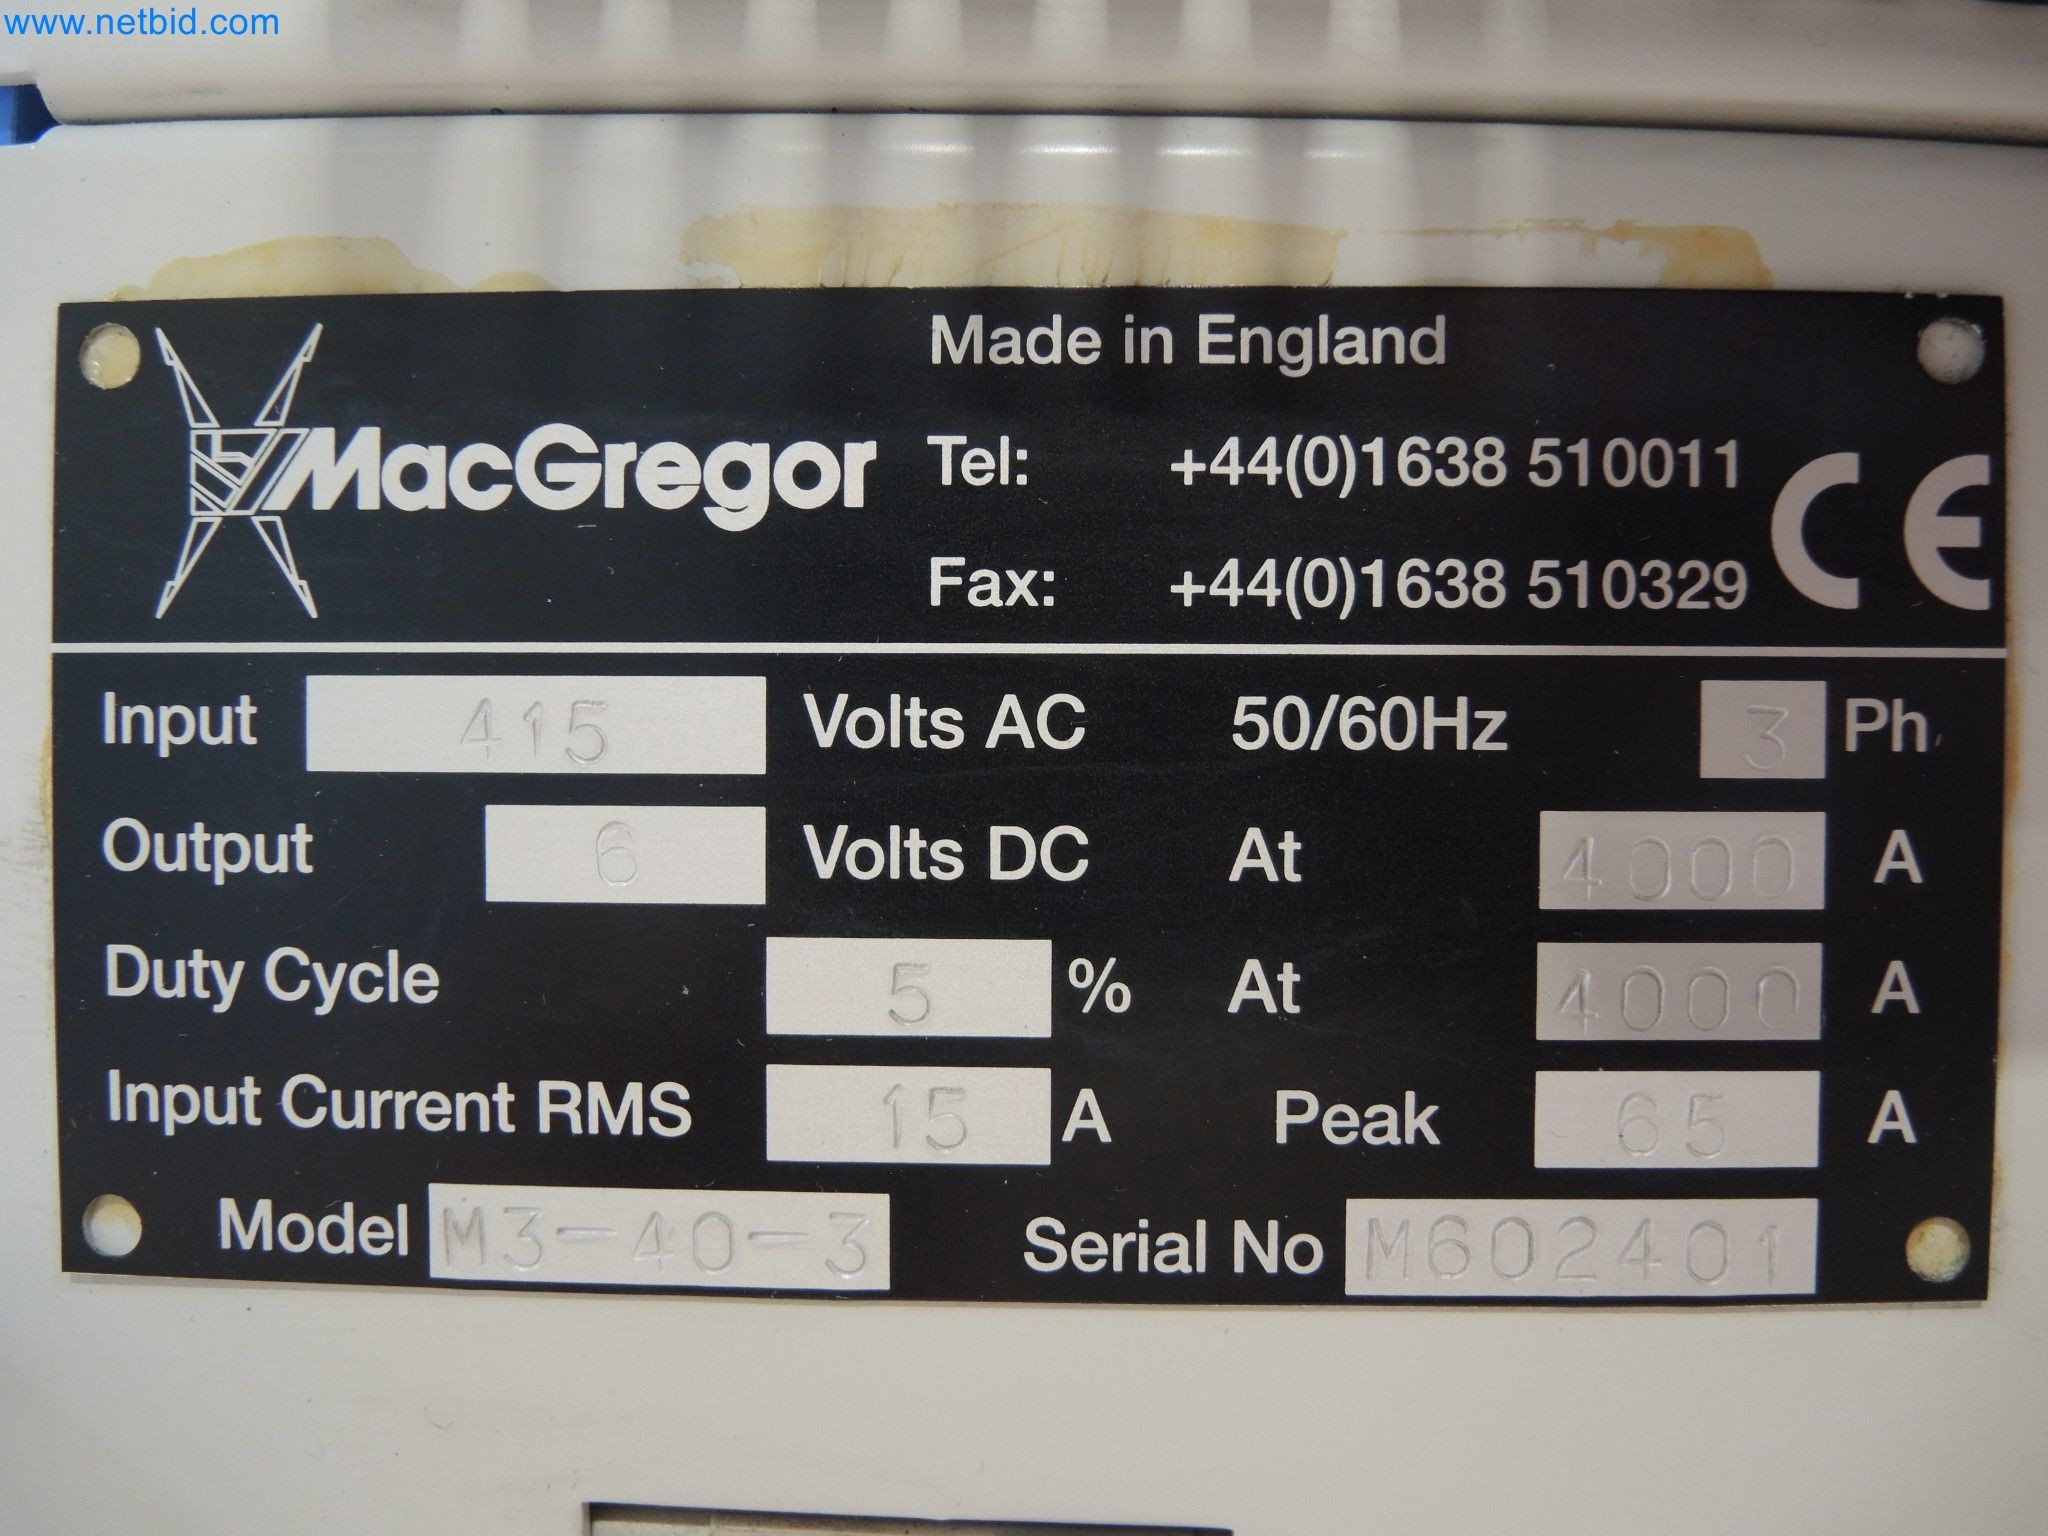 www.netbid.com
Made in England
MacGregor
Tel: +44(0)1638 510011
Fax: +44(0)1638 510329
CE
Input 415 Volts AC 50/60Hz 3 Ph.
Output 6 Volts DC At 4000 A
Duty Cycle 5 % At 4000 A
Input Current RMS 15 A Peak 65 A
Model M3-40-3 Serial No M602401